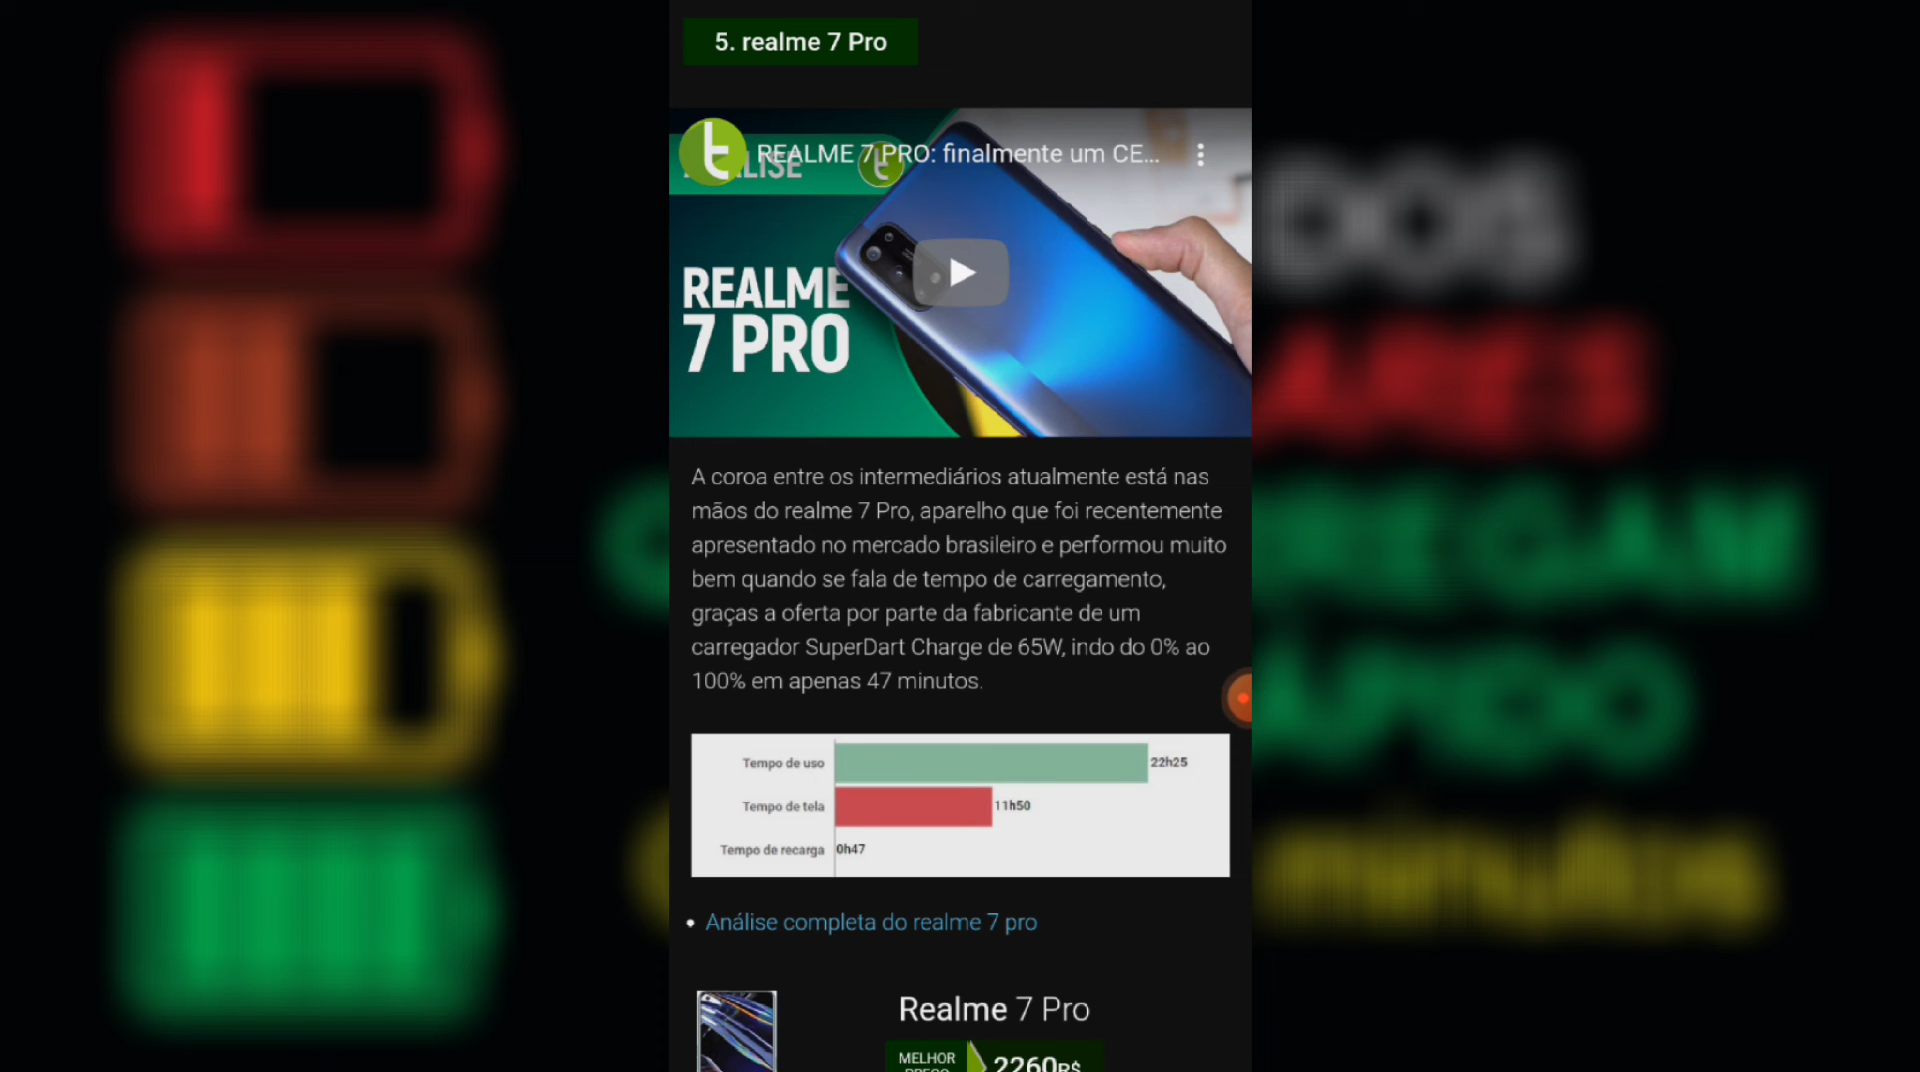 5. realme 7 Pro
REALME 7 PRO: finalmente um CE...
REALME
7 PRO
A coroa entre os intermediários atualmente está nas
mãos do realme 7 Pro, aparelho que foi recentemente
apresentado no mercado brasileiro e performou muito
bem quando se fala de tempo de carregamento,
graças a oferta por parte da fabricante de um
carregador SuperDart Charge de 65W, indo do 0% ao
100% em apenas 47 minutos.
Tempo de uso 22h25
Tempo de tela 11h50
Tempo de recarga 0h47
• Análise completa do realme 7 pro
Realme 7 Pro
MELHOR
2260R$